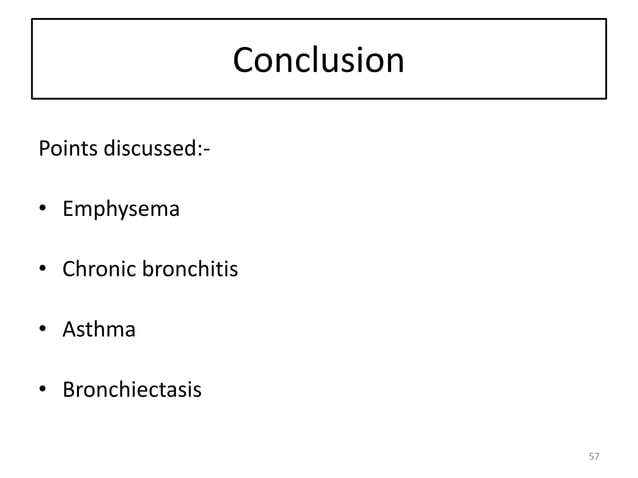 Conclusion
Points discussed:-
• Emphysema
• Chronic bronchitis
• Asthma
• Bronchiectasis
57